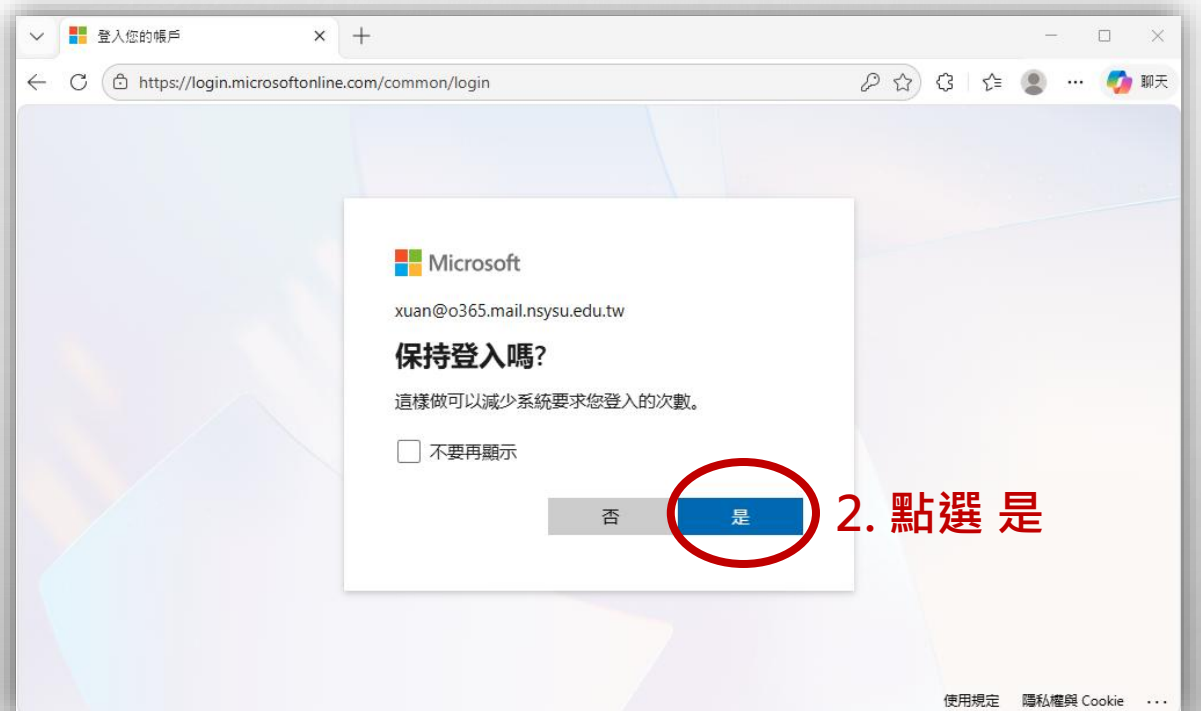 登入您的帳戶
https://login.microsoftonline.com/common/login
聊天
Microsoft
xuan@o365.mail.nsysu.edu.tw
保持登入嗎?
這樣做可以減少系統要求您登入的次數。
不要再顯示
否 是 2. 點選 是
使用規定 隱私權與 Cookie ...